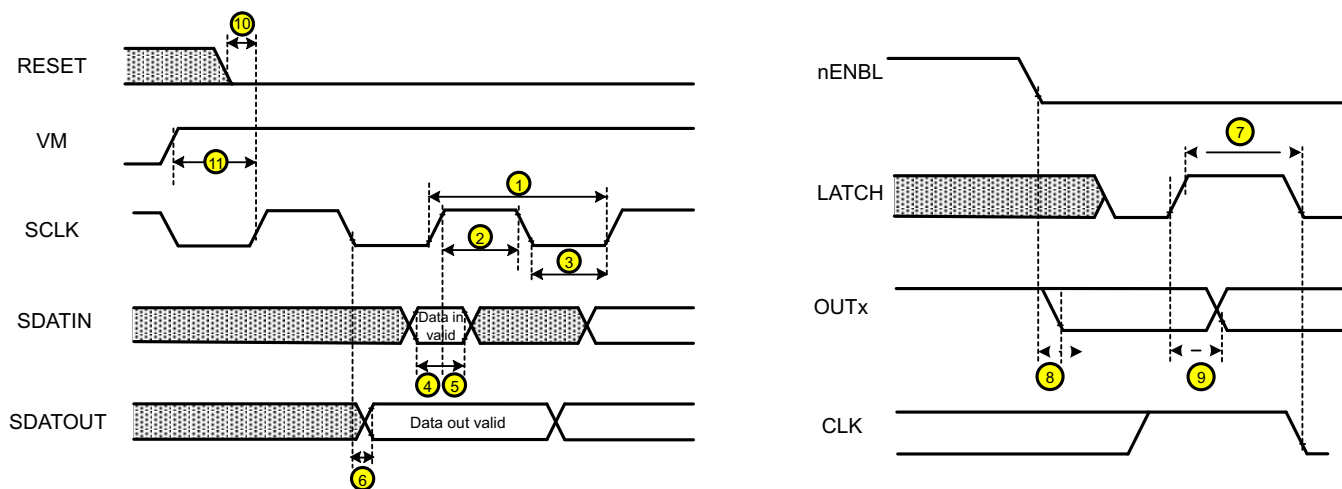 10
RESET
VM
11
1
SCLK
2
3
SDATIN
Data in
valid
4
5
SDATOUT
Data out valid
6
nENBL
7
LATCH
OUTx
8
9
CLK